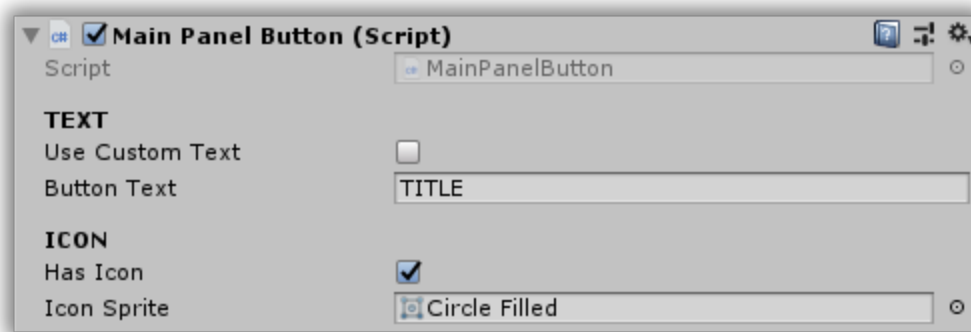 Main Panel Button (Script)
Script MainPanelButton
TEXT
Use Custom Text
Button Text TITLE
ICON
Has Icon
Icon Sprite Circle Filled